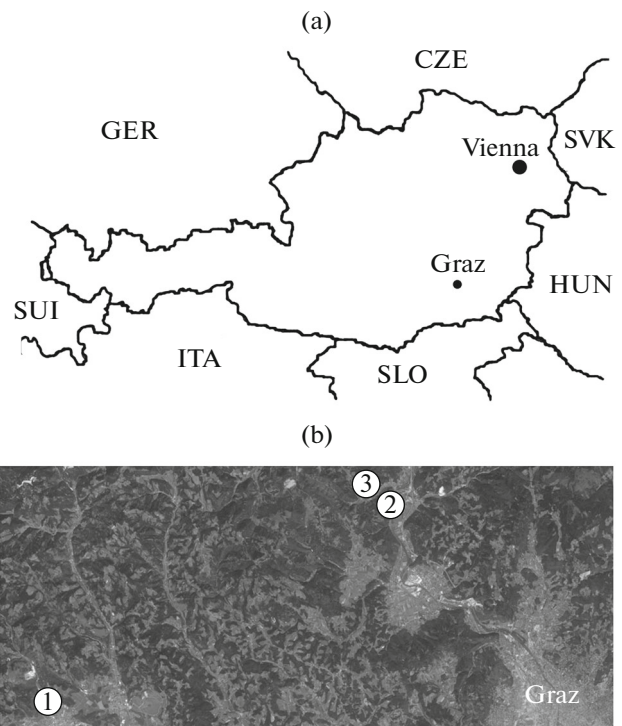 (a)
CZE
GER
SVK
Vienna
Graz
HUN
SUI
ITA
SLO
(b)
3
2
1
Graz